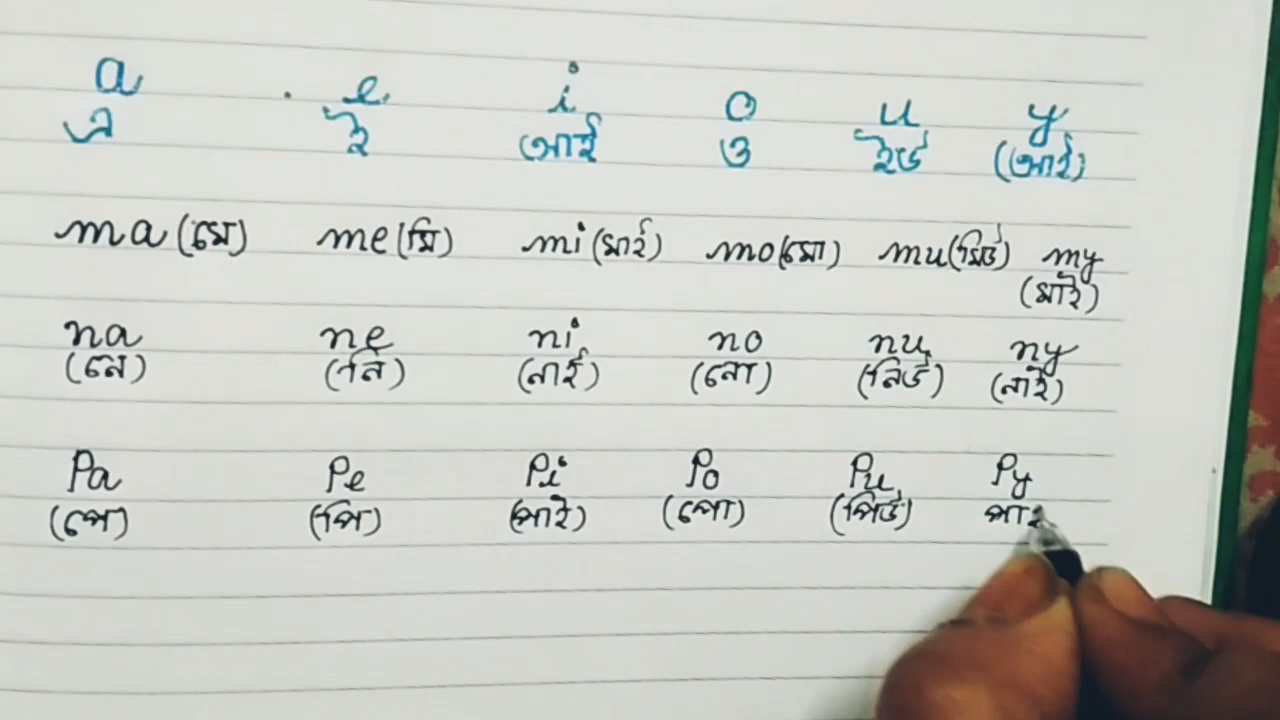 a e i o u y
এ ই আই ও ইউ (আই)
ma (মে) me (মি) mi (মাই) mo (মো) mu (মিউ) my
(মাই)
na ne ni no nu ny
(নে) (নি) (নাই) (নো) (নিউ) (নাই)
Pa Pe Pi Po Pu Py
(পে) (পি) (পাই) (পো) (পিউ) পাই